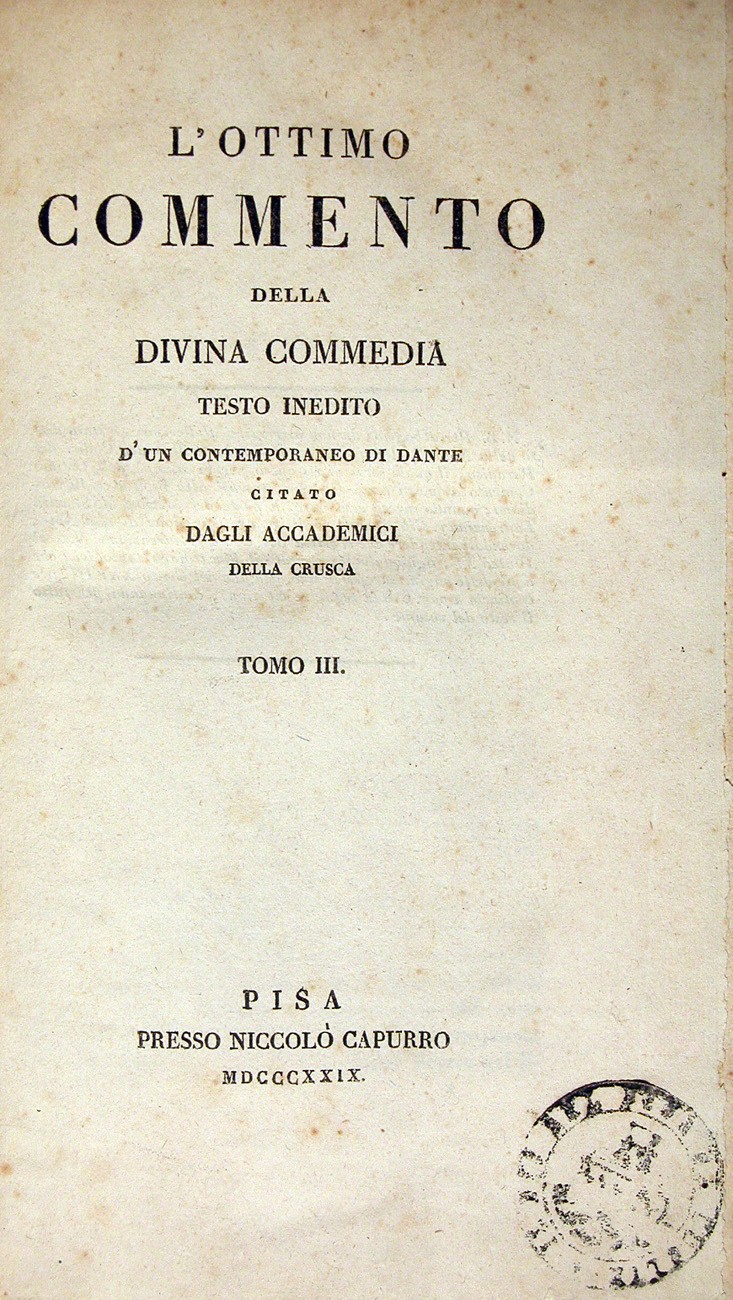 L' OTTIMO
COMMENTO
DELLA
DIVINA COMMEDIA
TESTO INEDITO
D' UN CONTEMPORANEO DI DANTE
CITATO
DAGLI ACCADEMICI
DELLA CRUSCA
TOMO III.
PISA
PRESSO NICCOLÒ CAPURRO
MDCCCXXIX.